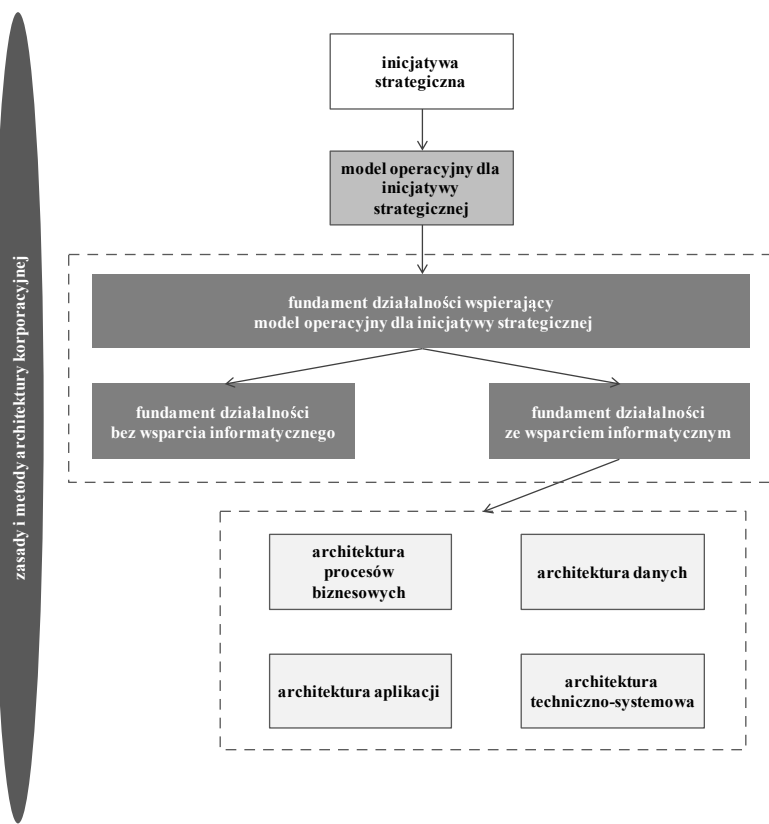 zasady i metody architektury korporacyjnej
inicjatywa
strategiczna
model operacyjny dla
inicjatywy
strategicznej
fundament działalności wspierający
model operacyjny dla inicjatywy strategicznej
fundament działalności
bez wsparcia informatycznego
fundament działalności
ze wsparciem informatycznym
architektura
procesów
biznesowych
architektura danych
architektura aplikacji
architektura
techniczno-systemowa